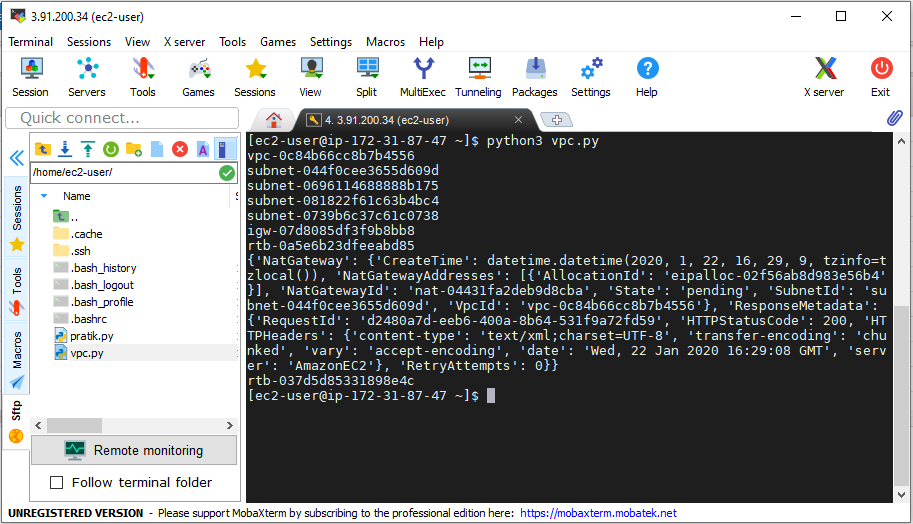 3.91.200.34 (ec2-user)
Terminal Sessions View X server Tools Games Settings Macros Help
Session Servers Tools Games Sessions View Split MultiExec Tunneling Packages Settings Help X server Exit
Quick connect...
4. 3.91.200.34 (ec2-user)
/home/ec2-user/
Name
..
.cache
.ssh
.bash_history
.bash_logout
.bash_profile
.bashrc
pratik.py
vpc.py
Sessions
Tools
Macros
Sftp
Remote monitoring
Follow terminal folder
[ec2-user@ip-172-31-87-47 ~]$ python3 vpc.py
vpc-0c84b66cc8b7b4556
subnet-044f0cee3655d609d
subnet-0696114688888b175
subnet-081822f61c63b4bc4
subnet-0739b6c37c61c0738
igw-07d8085df3f9b8bb8
rtb-0a5e6b23dfeeabd85
{'NatGateway': {'CreateTime': datetime.datetime(2020, 1, 22, 16, 29, 9, tzinfo=t
zlocal()), 'NatGatewayAddresses': [{'AllocationId': 'eipalloc-02f56ab8d983e56b4'
}], 'NatGatewayId': 'nat-04431fa2deb9d8cba', 'State': 'pending', 'SubnetId': 'su
bnet-044f0cee3655d609d', 'VpcId': 'vpc-0c84b66cc8b7b4556'}, 'ResponseMetadata':
{'RequestId': 'd2480a7d-eeb6-400a-8b64-531f9a72fd59', 'HTTPStatusCode': 200, 'HT
TPHeaders': {'content-type': 'text/xml;charset=UTF-8', 'transfer-encoding': 'chu
nked', 'vary': 'accept-encoding', 'date': 'Wed, 22 Jan 2020 16:29:08 GMT', 'serv
er': 'AmazonEC2'}, 'RetryAttempts': 0}}
rtb-037d5d85331898e4c
[ec2-user@ip-172-31-87-47 ~]$
UNREGISTERED VERSION - Please support MobaXterm by subscribing to the professional edition here: https://mobaxterm.mobatek.net